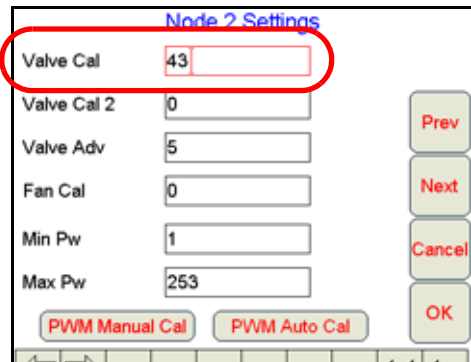 Node 2 Settings
Valve Cal 43
Valve Cal 2 0
Valve Adv 5
Fan Cal 0
Min Pw 1
Max Pw 253
Prev
Next
Cancel
OK
PWM Manual Cal PWM Auto Cal